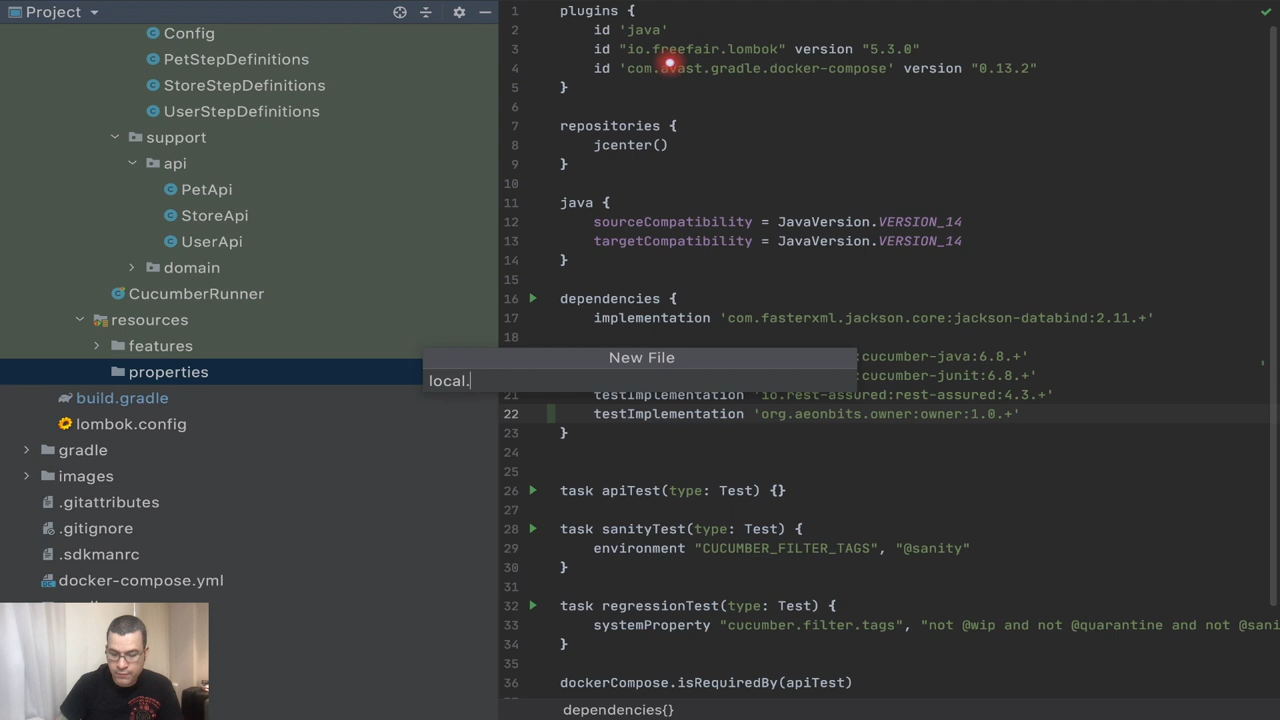 Project
Config
PetStepDefinitions
StoreStepDefinitions
UserStepDefinitions
support
api
PetApi
StoreApi
UserApi
domain
CucumberRunner
resources
features
properties
build.gradle
lombok.config
gradle
images
.gitattributes
.gitignore
.sdkmanrc
docker-compose.yml
1 plugins {
2 id 'java'
3 id "io.freefair.lombok" version "5.3.0"
4 id 'com.avast.gradle.docker-compose' version "0.13.2"
5 }
6
7 repositories {
8 jcenter()
9 }
10
11 java {
12 sourceCompatibility = JavaVersion.VERSION_14
13 targetCompatibility = JavaVersion.VERSION_14
14 }
15
16 dependencies {
17 implementation 'com.fasterxml.jackson.core:jackson-databind:2.11.+'
18
New File
:cucumber-java:6.8.+'
local.
:cucumber-junit:6.8.+'
21 testImplementation 'io.rest-assured:rest-assured:4.3.+'
22 testImplementation 'org.aeonbits.owner:owner:1.0.+'
23 }
24
25
26 task apiTest(type: Test) {}
28 task sanityTest(type: Test) {
29 environment "CUCUMBER_FILTER_TAGS", "@sanity"
30 }
31
32 task regressionTest(type: Test) {
33 systemProperty "cucumber.filter.tags", "not @wip and not @quarantine and not @sani
34 }
35
36 dockerCompose.isRequiredBy(apiTest)
dependencies{}